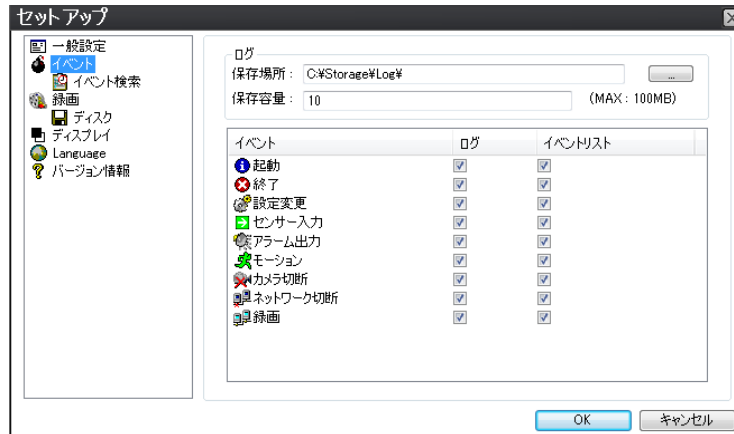 セットアップ
一般設定
イベント
イベント検索
録画
ディスク
ディスプレイ
Language
バージョン情報
ログ
保存場所: C:¥Storage¥Log¥ ...
保存容量: 10 (MAX : 100MB)
イベント ログ イベントリスト
起動
終了
設定変更
センサー入力
アラーム出力
モーション
カメラ切断
ネットワーク切断
録画
OK キャンセル